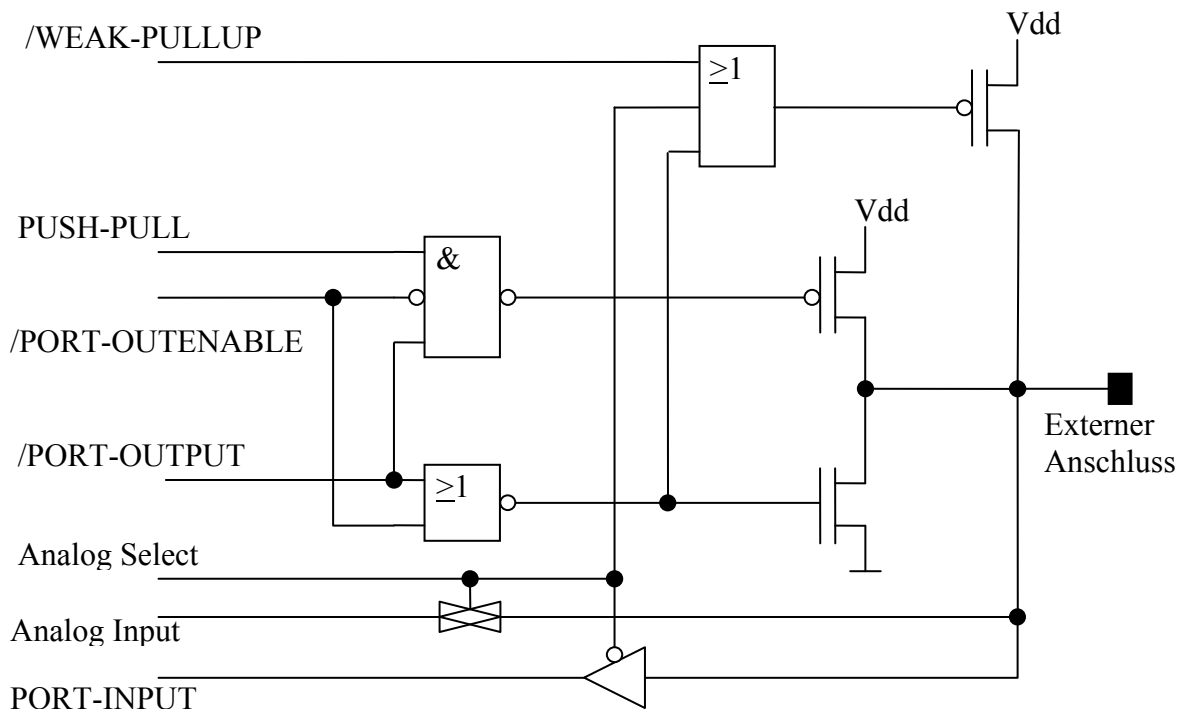 /WEAK-PULLUP
Vdd
≥1
PUSH-PULL
Vdd
&
/PORT-OUTENABLE
/PORT-OUTPUT
≥1
Externer
Anschluss
Analog Select
Analog Input
PORT-INPUT